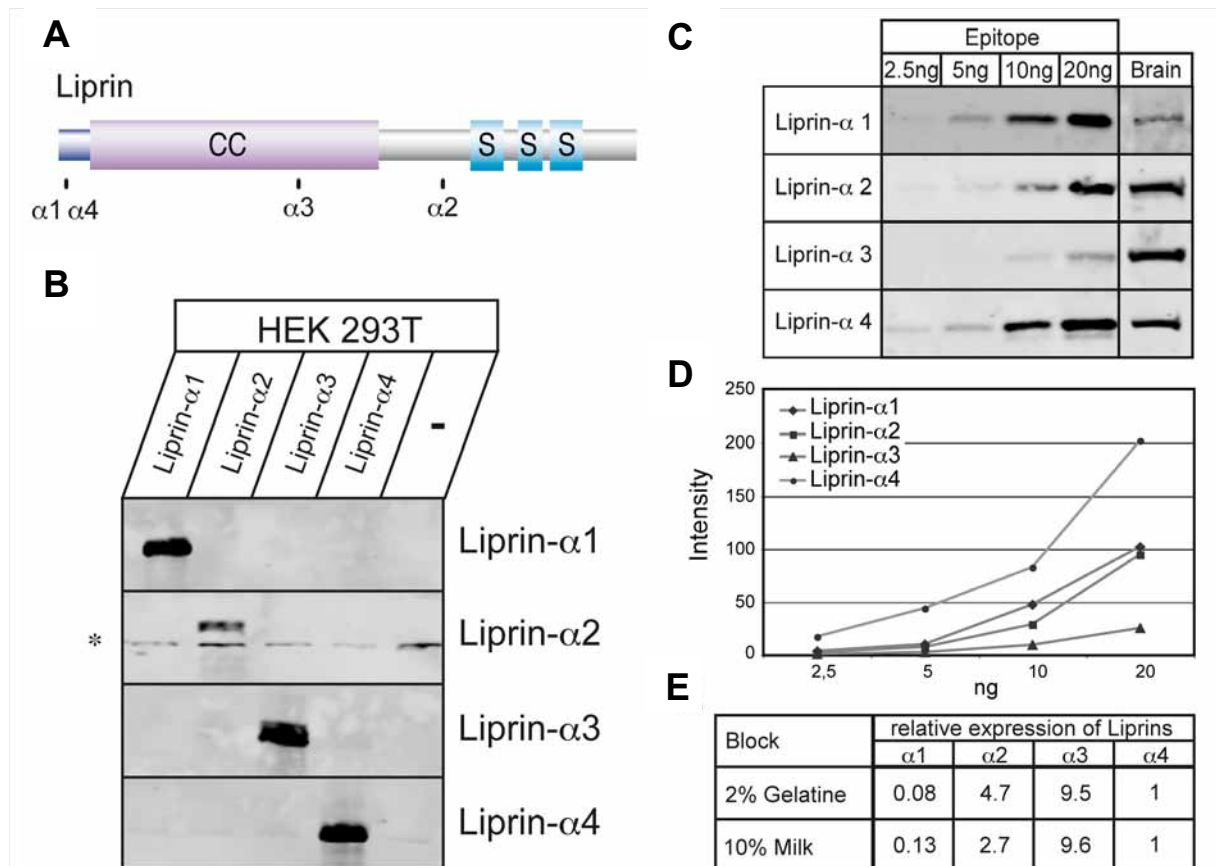 A
Liprin
CC
S S S
α1 α4 α3 α2
B
HEK 293T
Liprin-α1 Liprin-α2 Liprin-α3 Liprin-α4 -
Liprin-α1
* Liprin-α2
Liprin-α3
Liprin-α4
C
Epitope
2.5ng 5ng 10ng 20ng Brain
Liprin-α 1
Liprin-α 2
Liprin-α 3
Liprin-α 4
D
250
200
150
100
50
0
Intensity
Liprin-α1
Liprin-α2
Liprin-α3
Liprin-α4
2,5 5 10 20
ng
E
Block relative expression of Liprins
α1 α2 α3 α4
2% Gelatine 0.08 4.7 9.5 1
10% Milk 0.13 2.7 9.6 1